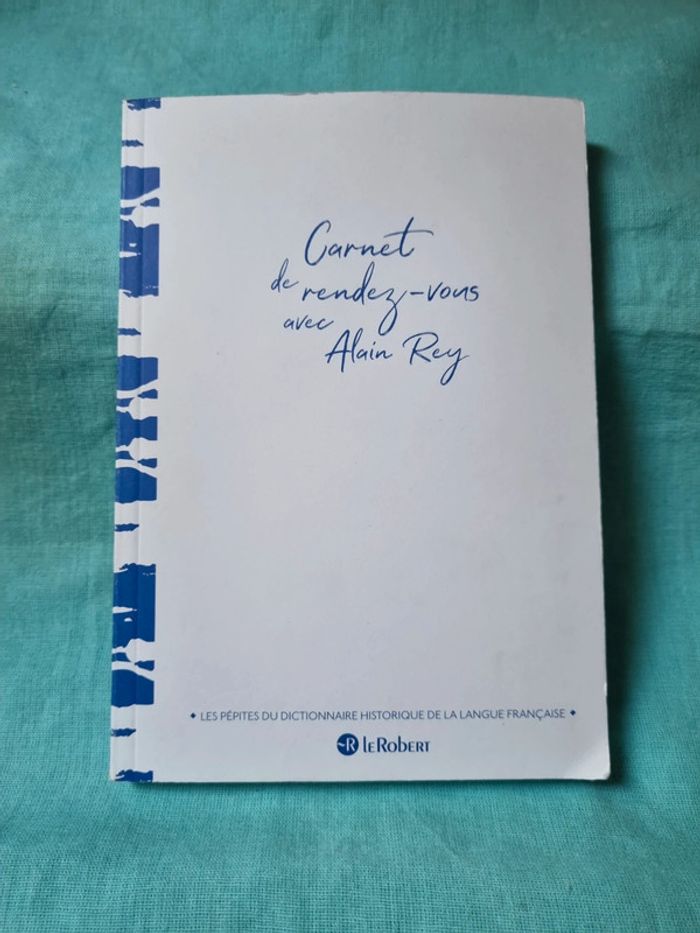 Carnet
de rendez-vous
avec
Alain Rey
◆ LES PÉPITES DU DICTIONNAIRE HISTORIQUE DE LA LANGUE FRANÇAISE ◆
R leRobert